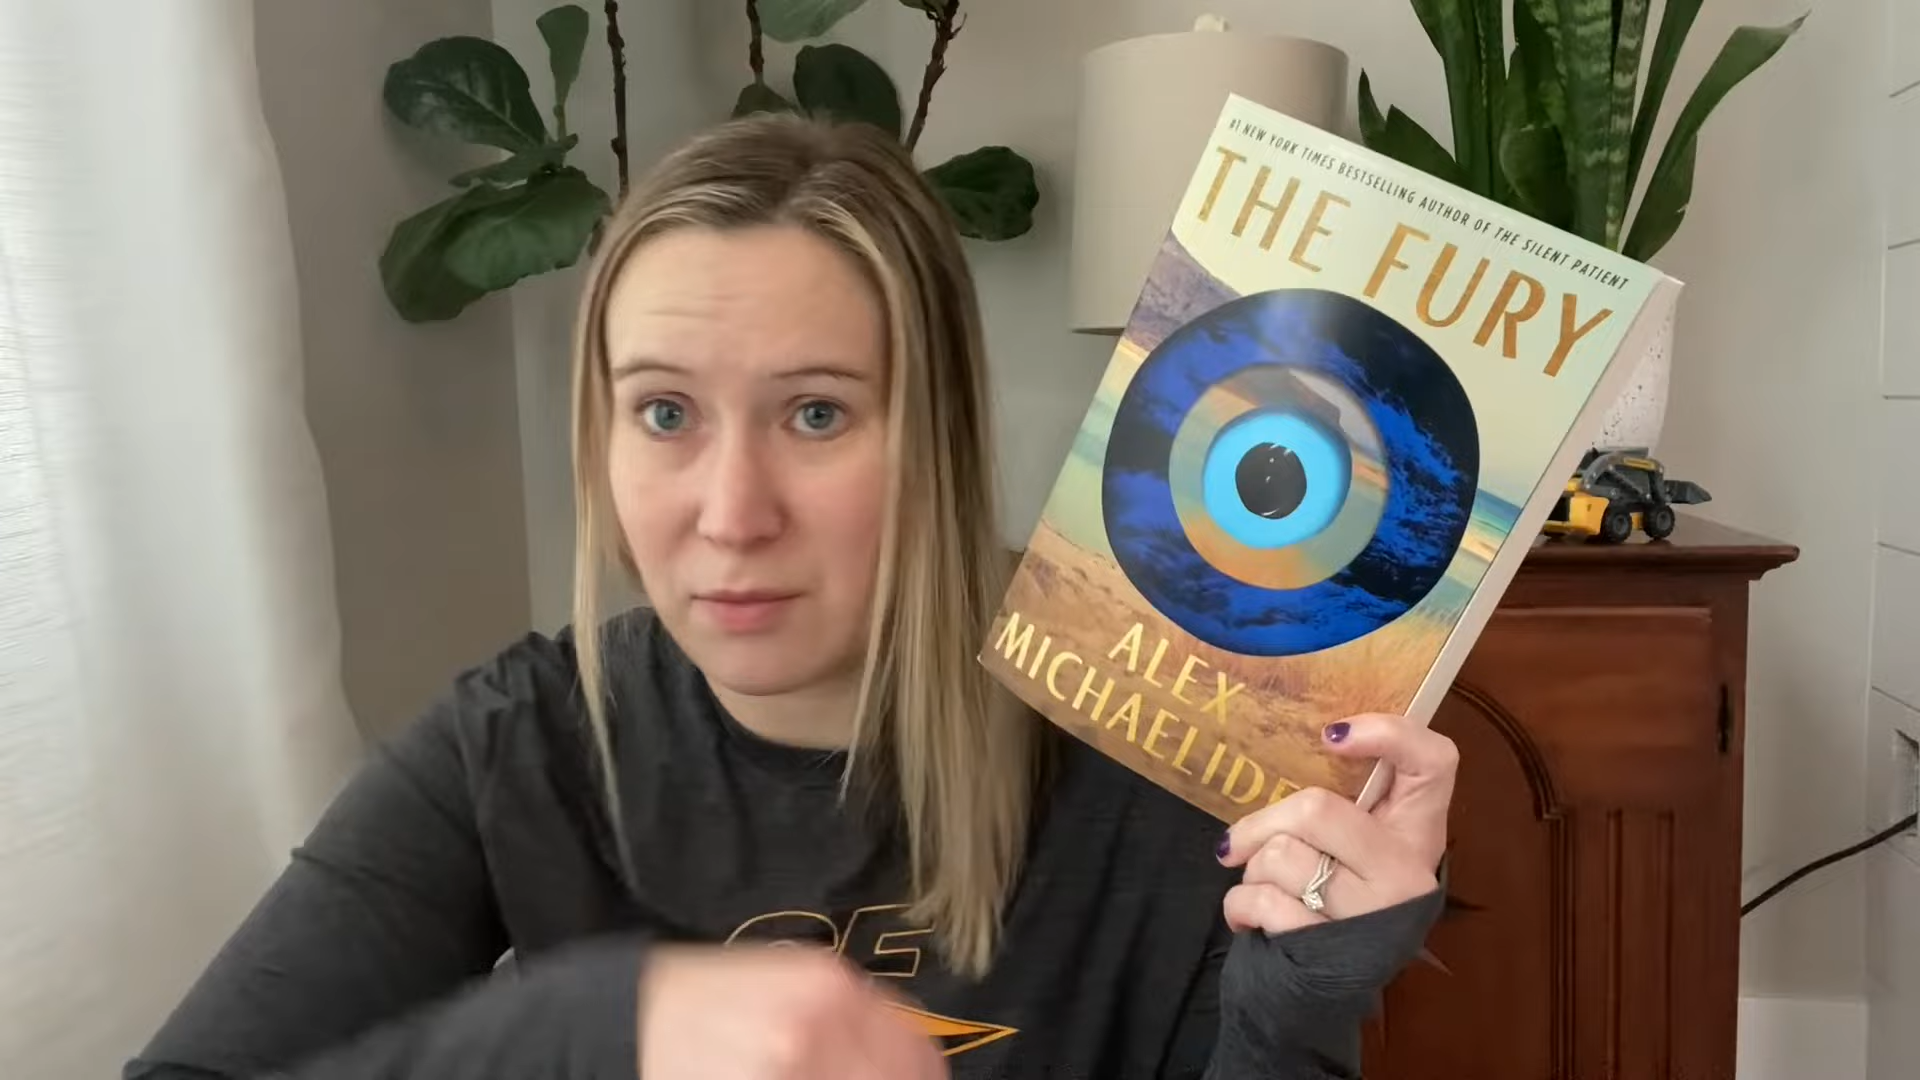 #1 NEW YORK TIMES BESTSELLING AUTHOR OF THE SILENT PATIENT
THE FURY
ALEX
MICHAELIDE